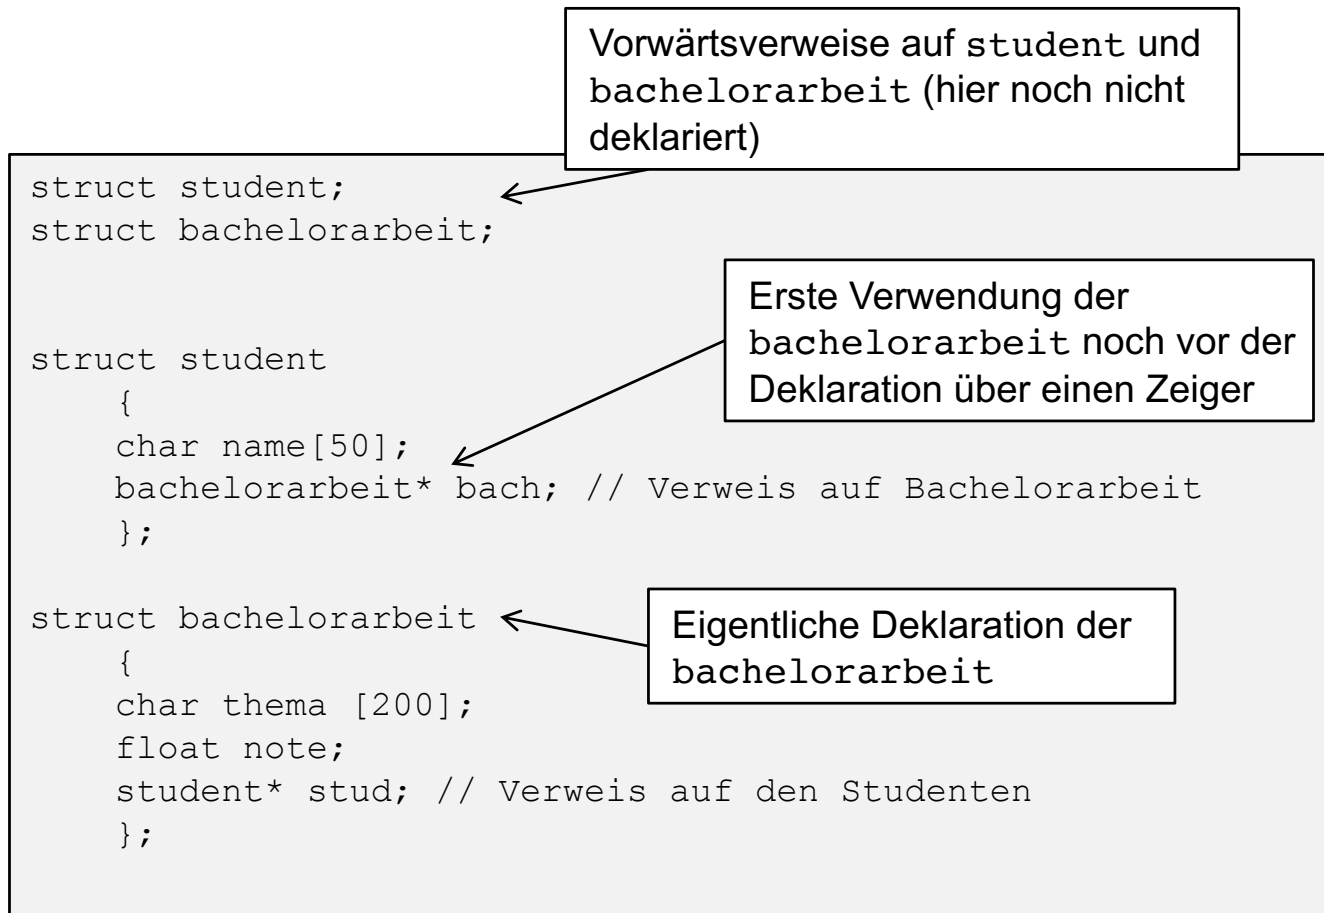 Vorwärtsverweise auf student und
bachelorarbeit (hier noch nicht
deklariert)
struct student;
struct bachelorarbeit;
Erste Verwendung der
bachelorarbeit noch vor der
Deklaration über einen Zeiger
struct student
{
char name[50];
bachelorarbeit* bach; // Verweis auf Bachelorarbeit
};
struct bachelorarbeit
Eigentliche Deklaration der
bachelorarbeit
{
char thema [200];
float note;
student* stud; // Verweis auf den Studenten
};